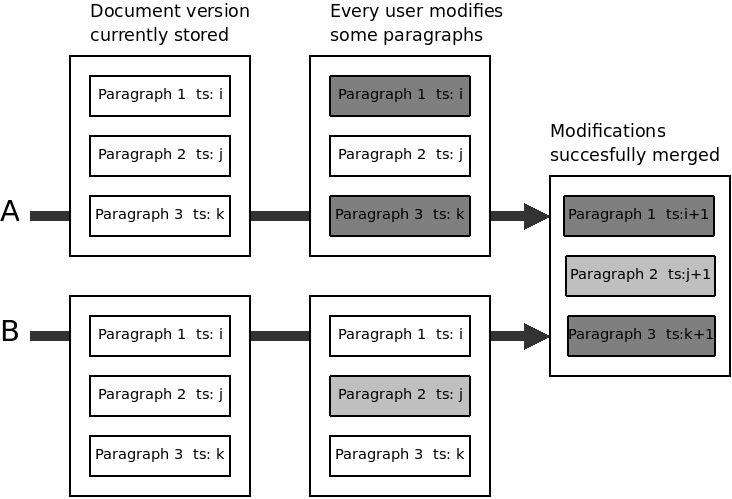 Document version
currently stored
Every user modifies
some paragraphs
Paragraph 1  ts: i
Paragraph 2  ts: j
Paragraph 3  ts: k
Paragraph 1  ts: i
Paragraph 2  ts: j
Paragraph 3  ts: k
Modifications
succesfully merged
A
Paragraph 1  ts:i+1
Paragraph 2  ts:j+1
Paragraph 3  ts:k+1
B
Paragraph 1  ts: i
Paragraph 2  ts: j
Paragraph 3  ts: k
Paragraph 1  ts: i
Paragraph 2  ts: j
Paragraph 3  ts: k